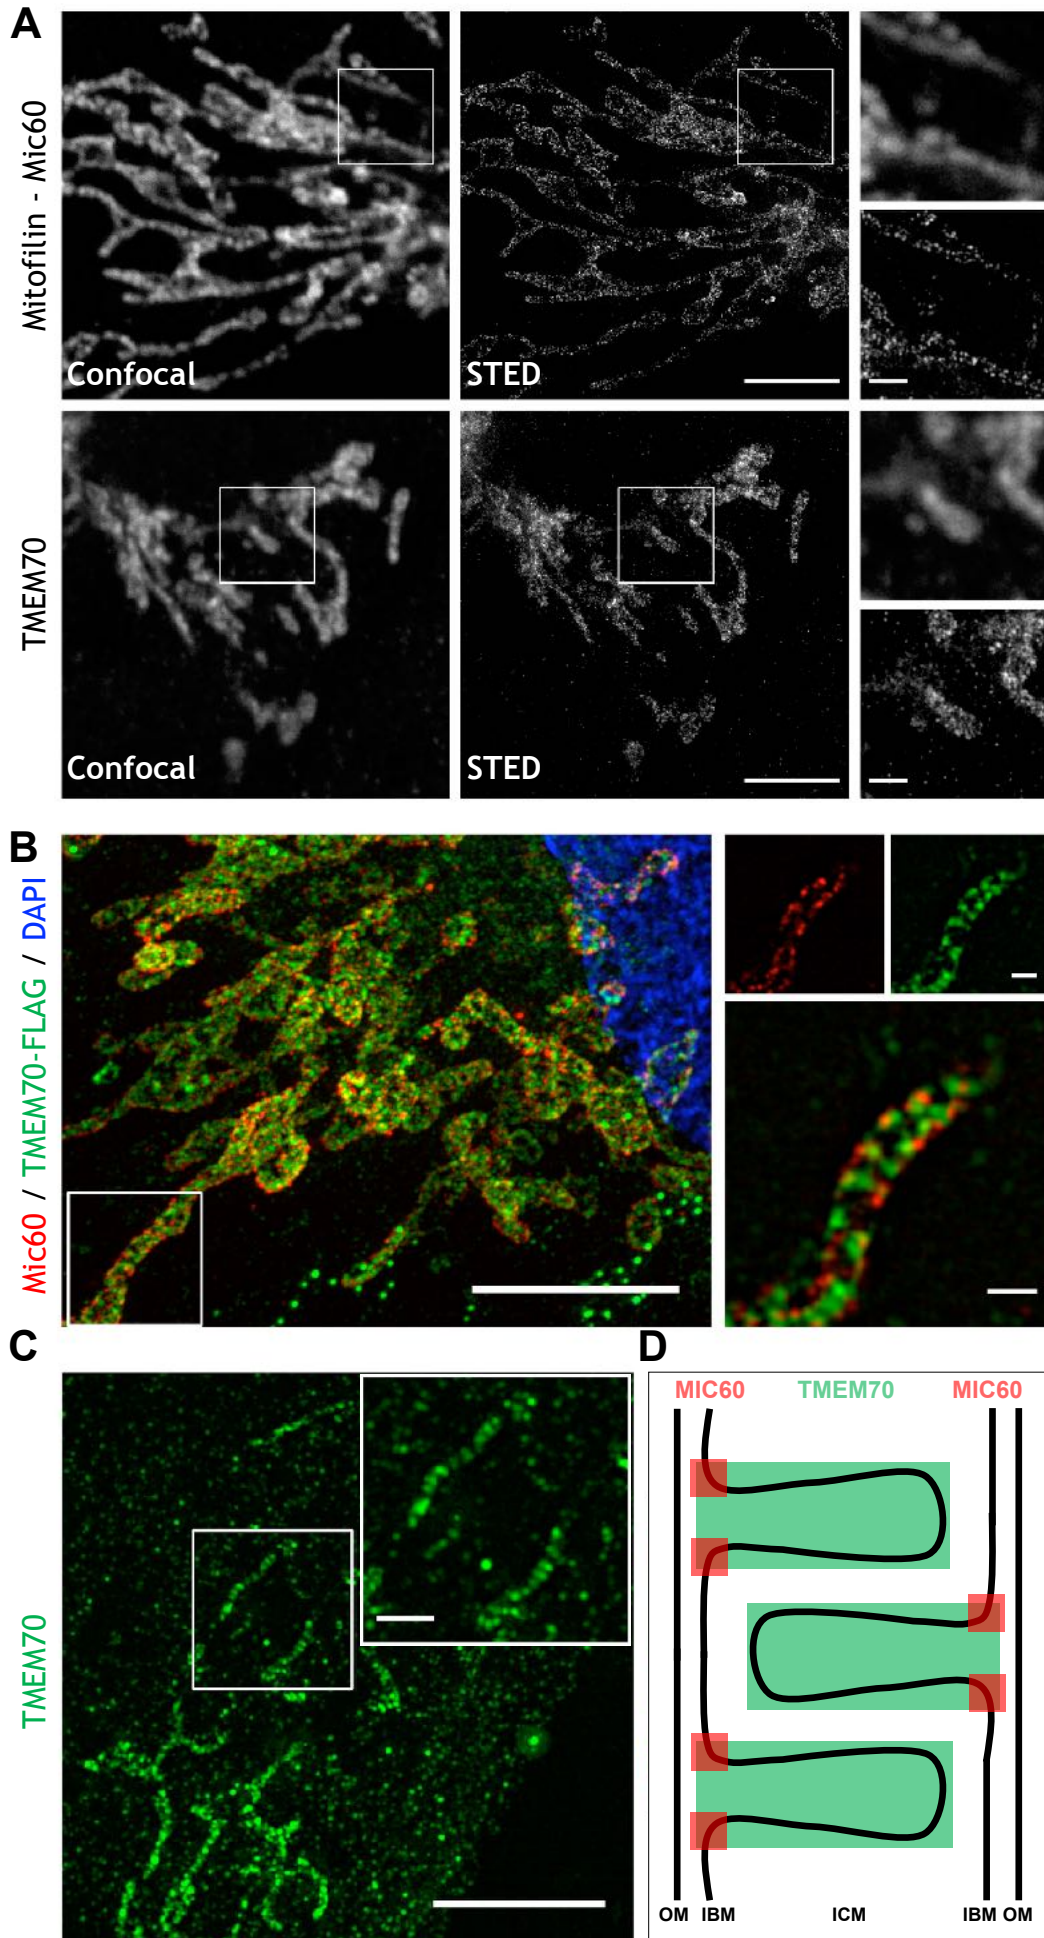 A
Mitofilin - Mic60
Confocal
STED
TMEM70
Confocal
STED
B
Mic60 / TMEM70-FLAG / DAPI
C
TMEM70
D
MIC60 TMEM70 MIC60
OM IBM ICM IBM OM